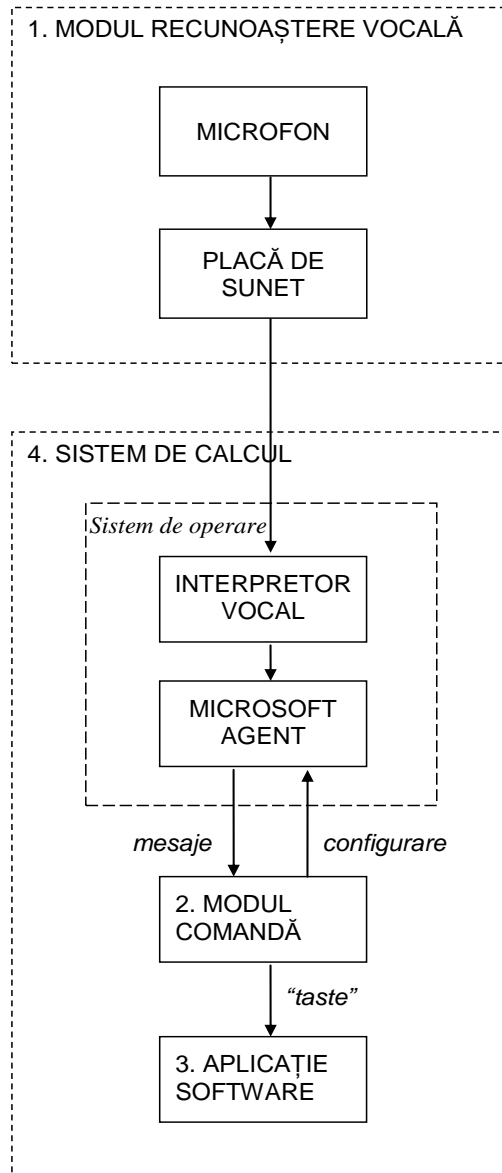 1. MODUL RECUNOAȘTERE VOCALĂ
MICROFON
PLACĂ DE
SUNET
4. SISTEM DE CALCUL
Sistem de operare
INTERPRETOR
VOCAL
MICROSOFT
AGENT
mesaje
configurare
2. MODUL
COMANDĂ
“taste”
3. APLICAȚIE
SOFTWARE